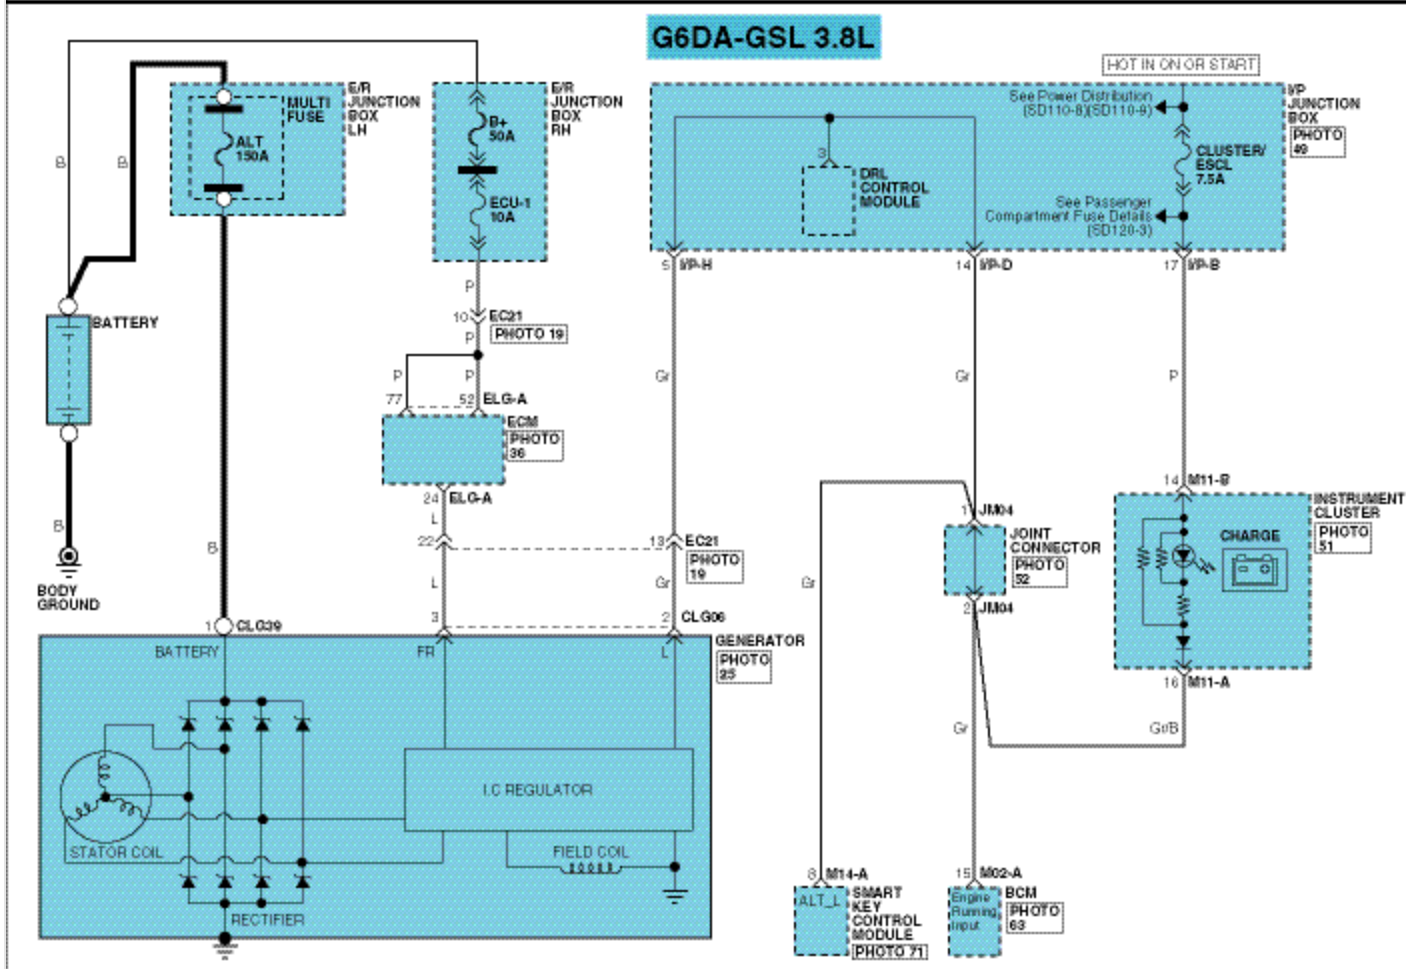 G6DA-GSL 3.8L
HOT IN ON OR START
E/R
JUNCTION
BOX
LH
MULTI
FUSE
ALT
150A
B
B
E/R
JUNCTION
BOX
RH
B+
50A
ECU-1
10A
See Power Distribution
(SD110-8)(SD110-9)
I/P
JUNCTION
BOX
PHOTO
49
CLUSTER/
ESCL
7.5A
3
DRL
CONTROL
MODULE
See Passenger
Compartment Fuse Details
(SD120-3)
5 I/P-H
14 I/P-D
17 I/P-B
BATTERY
P
10 EC21
PHOTO 19
P
P
P
77
52 ELG-A
ECM
PHOTO
36
24 ELG-A
L
Gr
Gr
P
B
BODY
GROUND
B
22
13 EC21
PHOTO
19
L
Gr
3
2 CLG06
1 CLG39
14 M11-B
INSTRUMENT
CLUSTER
PHOTO
51
CHARGE
1 JM04
JOINT
CONNECTOR
PHOTO
52
2 JM04
Gr
16 M11-A
Gr/B
Gr
GENERATOR
PHOTO
25
BATTERY
FR
L
I.C REGULATOR
STATOR COIL
FIELD COIL
RECTIFIER
8 M14-A
ALT_L
SMART
KEY
CONTROL
MODULE
PHOTO 71
15 M02-A
Engine
Running
Input
BCM
PHOTO
63